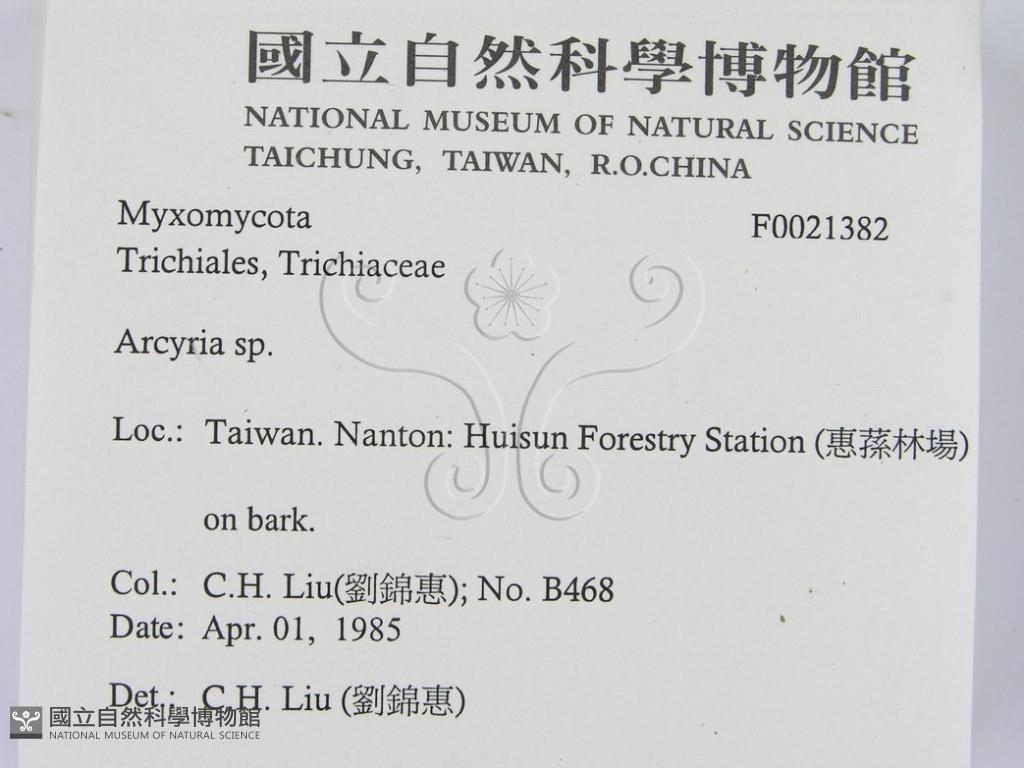 國立自然科學博物館
NATIONAL MUSEUM OF NATURAL SCIENCE
TAICHUNG, TAIWAN, R.O.CHINA
Myxomycota F0021382
Trichiales, Trichiaceae
Arcyria sp.
Loc.: Taiwan. Nanton: Huisun Forestry Station (惠蓀林場)
on bark.
Col.: C.H. Liu(劉錦惠); No. B468
Date: Apr. 01, 1985
Det.: C.H. Liu (劉錦惠)
國立自然科學博物館
NATIONAL MUSEUM OF NATURAL SCIENCE